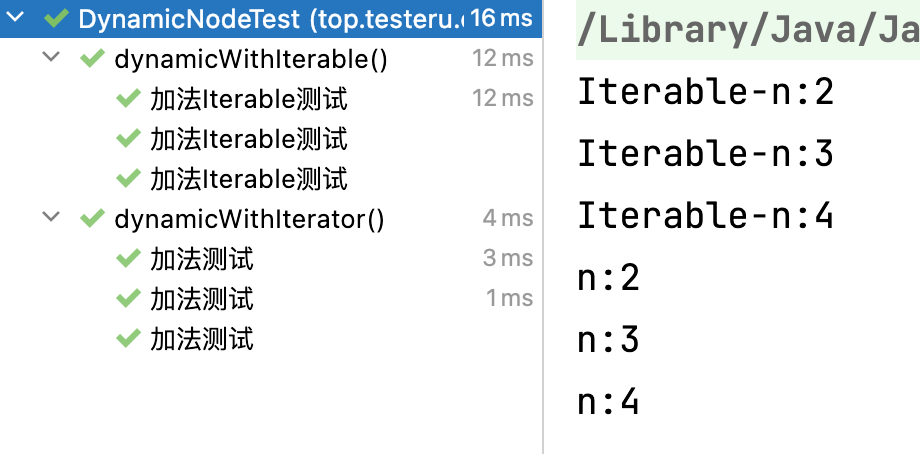 DynamicNodeTest (top.testeru. 16 ms
dynamicWithIterable() 12 ms
加法Iterable测试 12 ms
加法Iterable测试
加法Iterable测试
dynamicWithIterator() 4 ms
加法测试 3 ms
加法测试 1 ms
加法测试
/Library/Java/Ja
Iterable-n:2
Iterable-n:3
Iterable-n:4
n:2
n:3
n:4